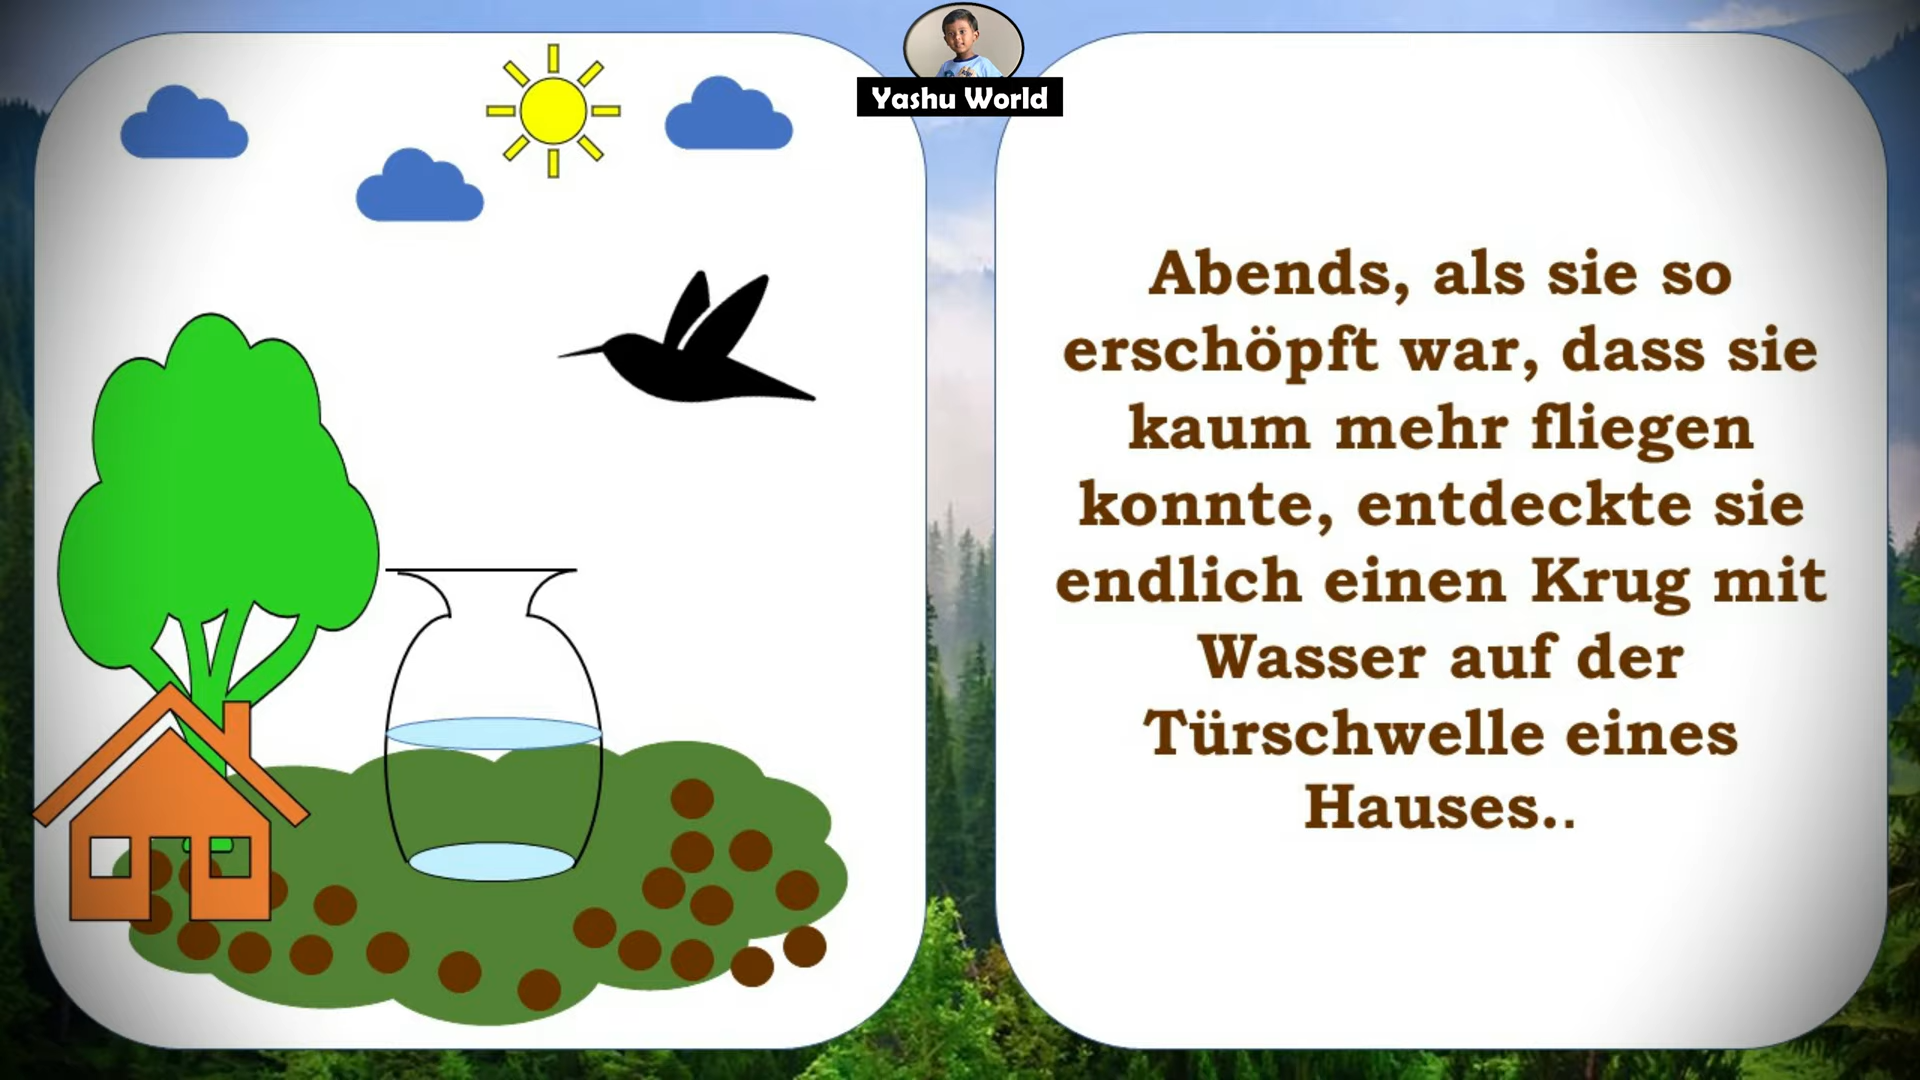 Yashu World
Abends, als sie so
erschöpft war, dass sie
kaum mehr fliegen
konnte, entdeckte sie
endlich einen Krug mit
Wasser auf der
Türschwelle eines
Hauses..